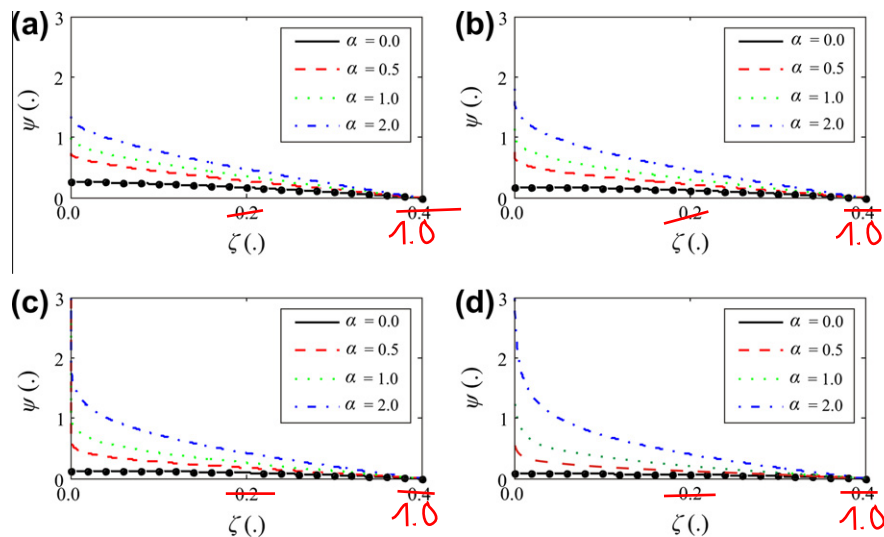 (a)
3
2
1
0
ψ (.)
α = 0.0
α = 0.5
α = 1.0
α = 2.0
0.0 0.2 0.4
1.0
ζ (.)
(b)
3
2
1
0
ψ (.)
α = 0.0
α = 0.5
α = 1.0
α = 2.0
0.0 0.2 0.4
1.0
ζ (.)
(c)
3
2
1
0
ψ (.)
α = 0.0
α = 0.5
α = 1.0
α = 2.0
0.0 0.2 0.4
1.0
ζ (.)
(d)
3
2
1
0
ψ (.)
α = 0.0
α = 0.5
α = 1.0
α = 2.0
0.0 0.2 0.4
1.0
ζ (.)